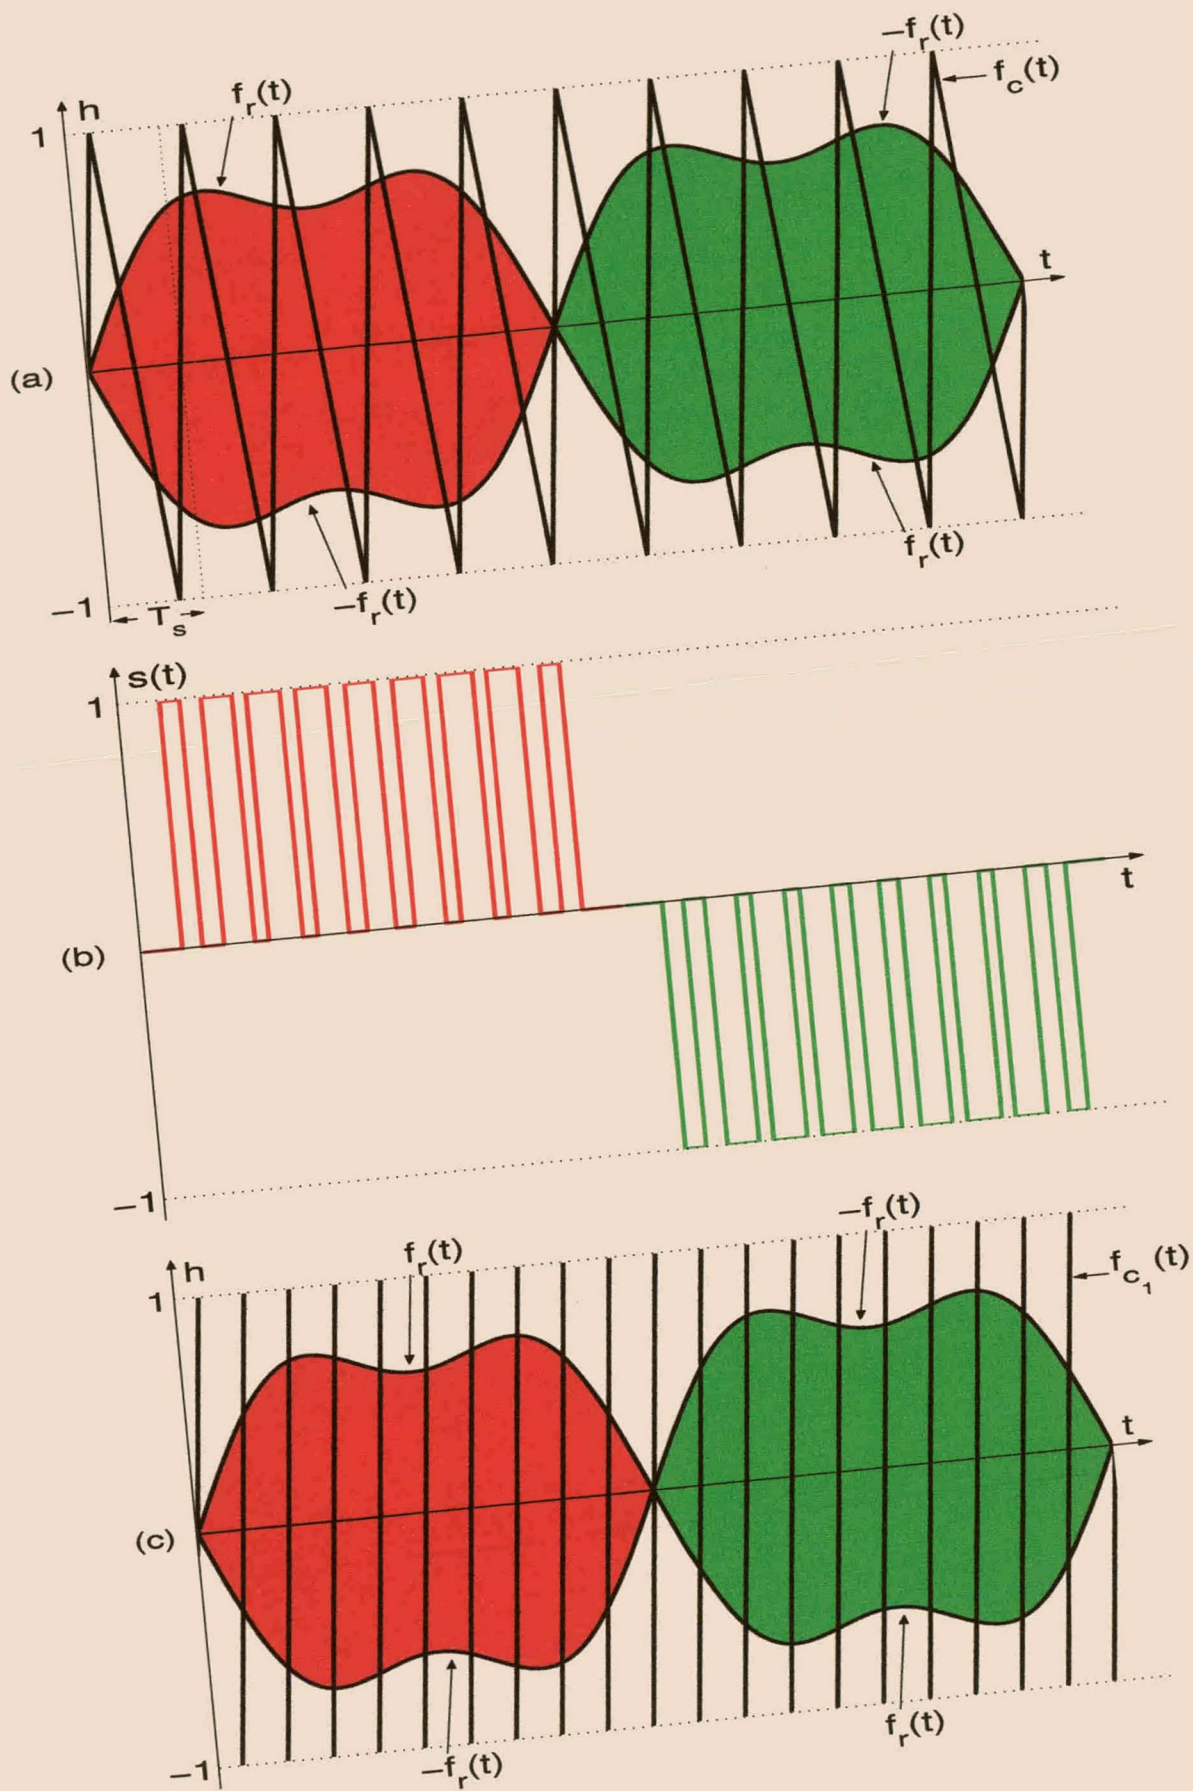 −f_r(t)
f_c(t)
f_r(t)
h
1
t
(a)
f_r(t)
−f_r(t)
−1
T_s
s(t)
1
t
(b)
−1
−f_r(t)
f_r(t)
f_c₁(t)
h
1
t
(c)
f_r(t)
−f_r(t)
−1